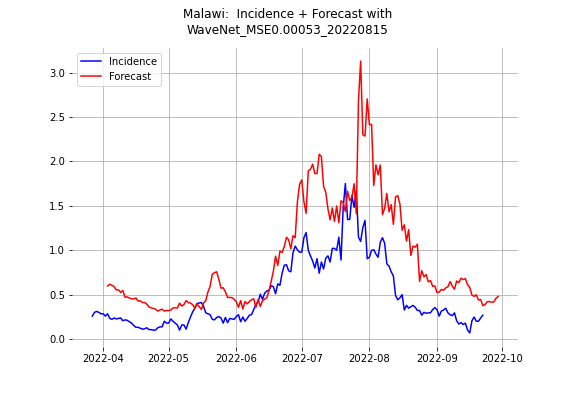 Malawi:  Incidence + Forecast with
WaveNet_MSE0.00053_20220815
Incidence
Forecast
3.0
2.5
2.0
1.5
1.0
0.5
0.0
2022-04 2022-05 2022-06 2022-07 2022-08 2022-09 2022-10